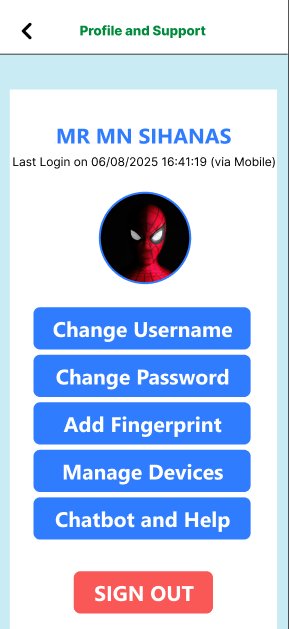 Profile and Support
MR MN SIHANAS
Last Login on 06/08/2025 16:41:19 (via Mobile)
Change Username
Change Password
Add Fingerprint
Manage Devices
Chatbot and Help
SIGN OUT